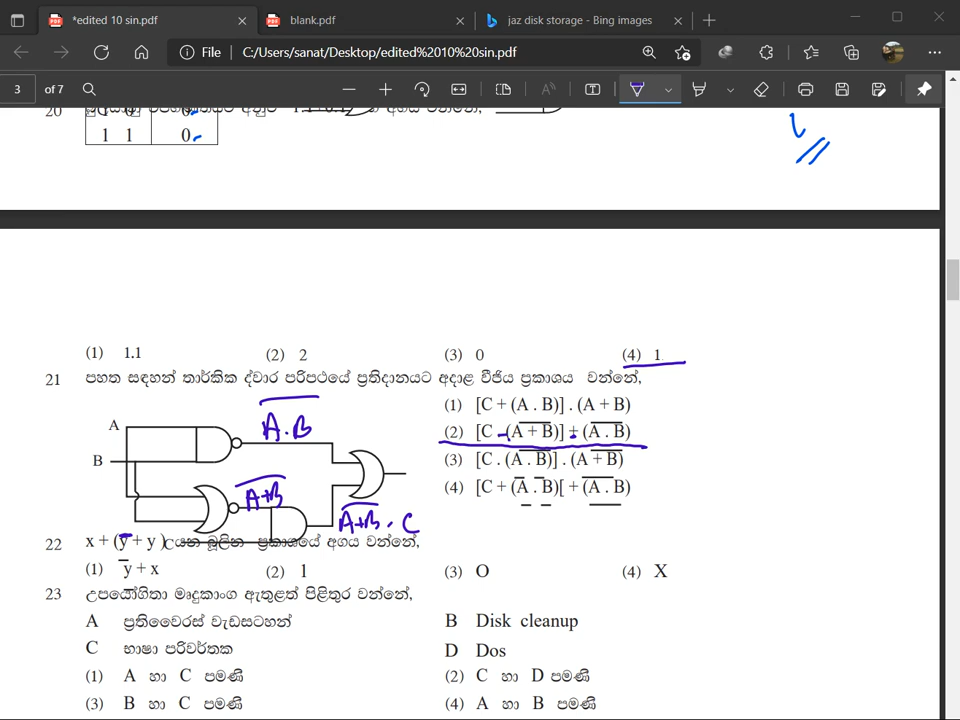 *edited 10 sin.pdf
blank.pdf
jaz disk storage - Bing images
File C:/Users/sanat/Desktop/edited%2010%20sin.pdf
3 of 7
20
1 1 0
(1) 1.1 (2) 2 (3) 0 (4) 1
21 පහත සඳහන් තාර්කික ද්වාර පරිපථයේ ප්‍රතිදානයට අදාළ වීජිය ප්‍රකාශය වන්නේ,
A.B
(1) [C + (A . B)] . (A + B)
A
(2) [C . (A + B)] + (A . B)
B
(3) [C . (A . B)] . (A + B)
A+B
(4) [C + (A . B)[ + (A . B)
A+B . C
22 x + (y + y ) යන බූලීන ප්‍රකාශයේ අගය වන්නේ,
C
(1) y + x (2) 1 (3) O (4) X
23 උපයෝගිතා මෘදුකාංග ඇතුළත් පිළිතුර වන්නේ,
A ප්‍රතිවෛරස් වැඩසටහන් B Disk cleanup
C භාෂා පරිවර්තක D Dos
(1) A හා C පමණි (2) C හා D පමණි
(3) B හා C පමණි (4) A හා B පමණි